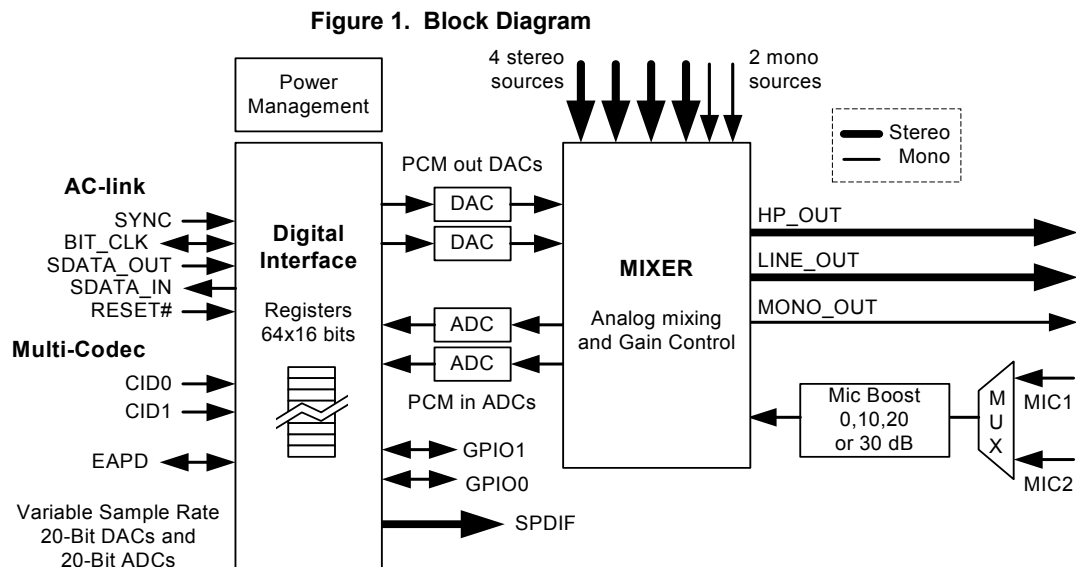 Figure 1. Block Diagram
4 stereo
sources
2 mono
sources
Power
Management
Stereo
Mono
AC-link
SYNC
BIT_CLK
SDATA_OUT
SDATA_IN
RESET#
Multi-Codec
CID0
CID1
EAPD
Variable Sample Rate
20-Bit DACs and
20-Bit ADCs
Digital
Interface
Registers
64x16 bits
PCM out DACs
DAC
DAC
ADC
ADC
PCM in ADCs
GPIO1
GPIO0
SPDIF
MIXER
Analog mixing
and Gain Control
HP_OUT
LINE_OUT
MONO_OUT
Mic Boost
0,10,20
or 30 dB
MUX
MIC1
MIC2